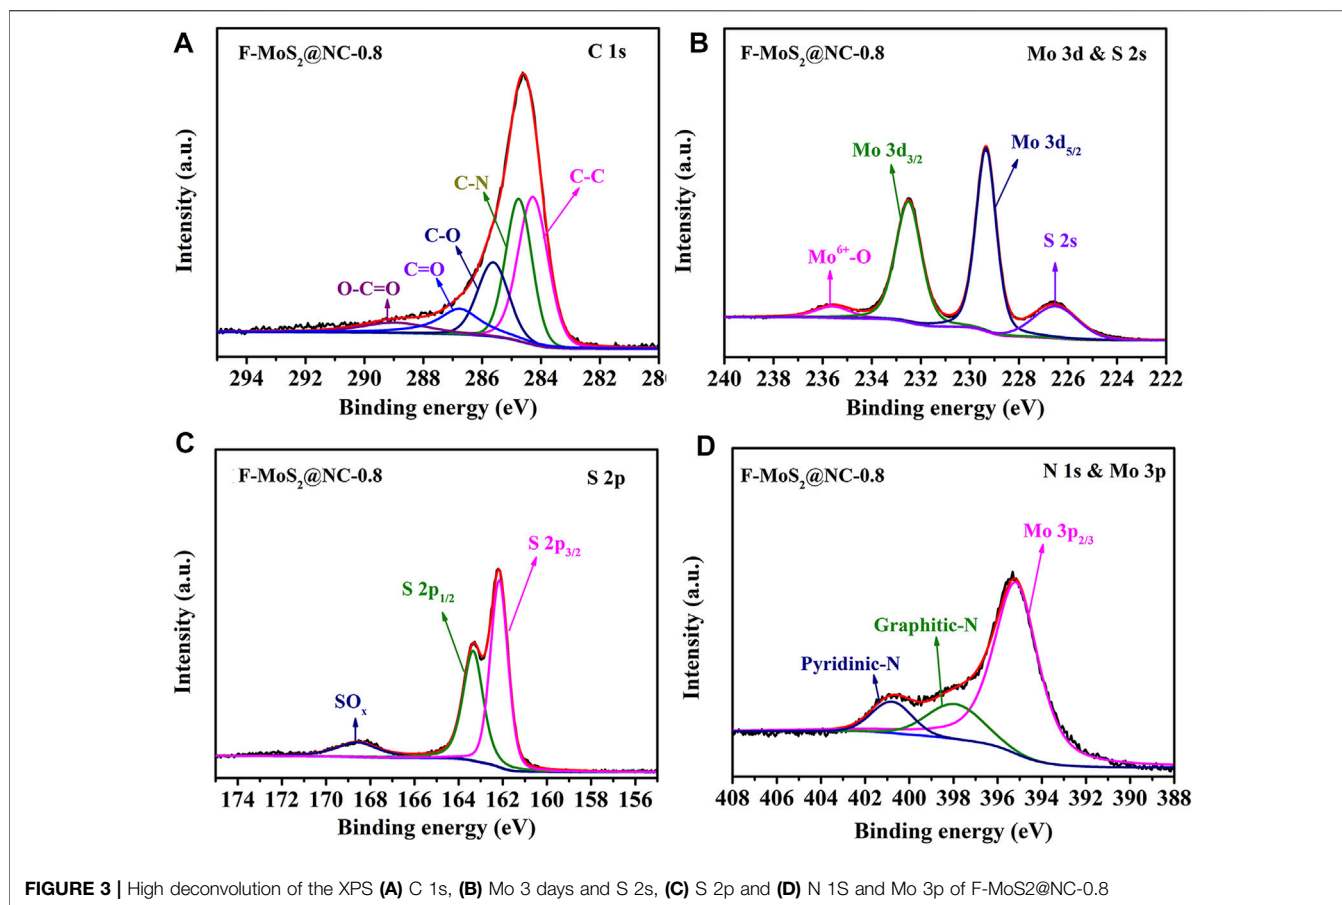 A
F-MoS₂@NC-0.8
C 1s
C-N
C-C
C-O
C=O
O-C=O
Intensity (a.u.)
294 292 290 288 286 284 282 280
Binding energy (eV)
B
F-MoS₂@NC-0.8
Mo 3d & S 2s
Mo 3d₃/₂
Mo 3d₅/₂
Mo⁶⁺-O
S 2s
Intensity (a.u.)
240 238 236 234 232 230 228 226 224 222
Binding energy (eV)
C
F-MoS₂@NC-0.8
S 2p
S 2p₃/₂
S 2p₁/₂
SOₓ
Intensity (a.u.)
174 172 170 168 166 164 162 160 158 156
Binding energy (eV)
D
F-MoS₂@NC-0.8
N 1s & Mo 3p
Mo 3p₂/₃
Graphitic-N
Pyridinic-N
Intensity (a.u.)
408 406 404 402 400 398 396 394 392 390 388
Binding energy (eV)
FIGURE 3 | High deconvolution of the XPS (A) C 1s, (B) Mo 3 days and S 2s, (C) S 2p and (D) N 1S and Mo 3p of F-MoS2@NC-0.8